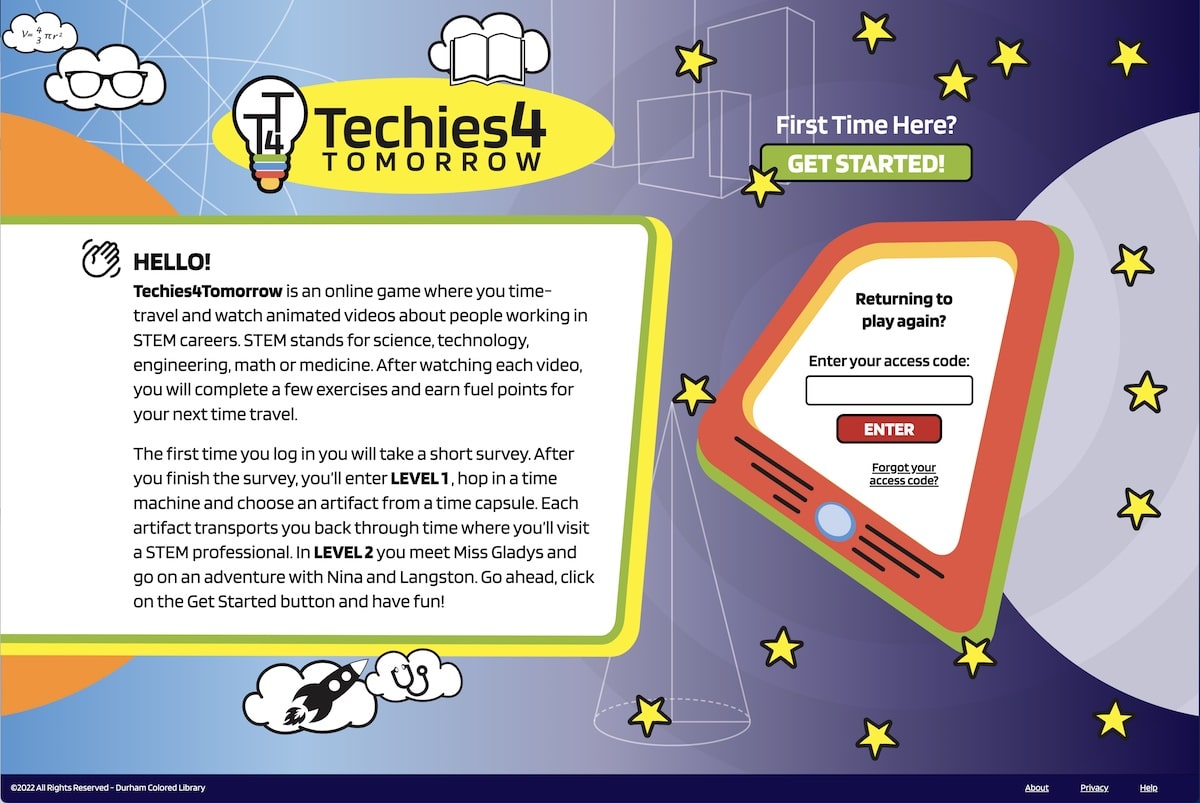 V= 4/3 πr²
T
T4
Techies4
TOMORROW
First Time Here?
GET STARTED!
HELLO!
Techies4Tomorrow is an online game where you time-
travel and watch animated videos about people working in
STEM careers. STEM stands for science, technology,
engineering, math or medicine. After watching each video,
you will complete a few exercises and earn fuel points for
your next time travel.
The first time you log in you will take a short survey. After
you finish the survey, you'll enter LEVEL 1, hop in a time
machine and choose an artifact from a time capsule. Each
artifact transports you back through time where you'll visit
a STEM professional. In LEVEL 2 you meet Miss Gladys and
go on an adventure with Nina and Langston. Go ahead, click
on the Get Started button and have fun!
Returning to
play again?
Enter your access code:
ENTER
Forgot your
access code?
©2022 All Rights Reserved - Durham Colored Library
About Privacy Help